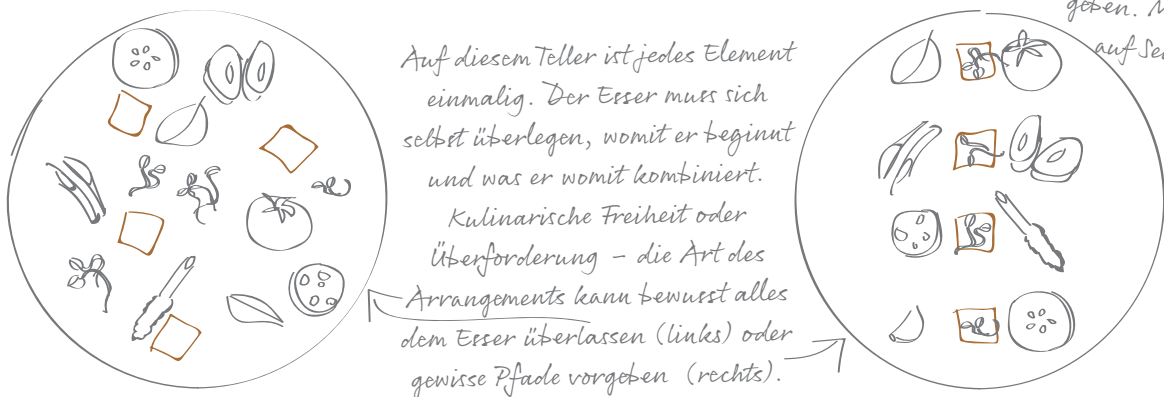 Auf diesem Teller ist jedes Element
einmalig. Der Esser muss sich
selbst überlegen, womit er beginnt
und was er womit kombiniert.
Kulinarische Freiheit oder
Überforderung – die Art des
Arrangements kann bewusst alles
dem Esser überlassen (links) oder
gewisse Pfade vorgeben (rechts).
geben.
auf